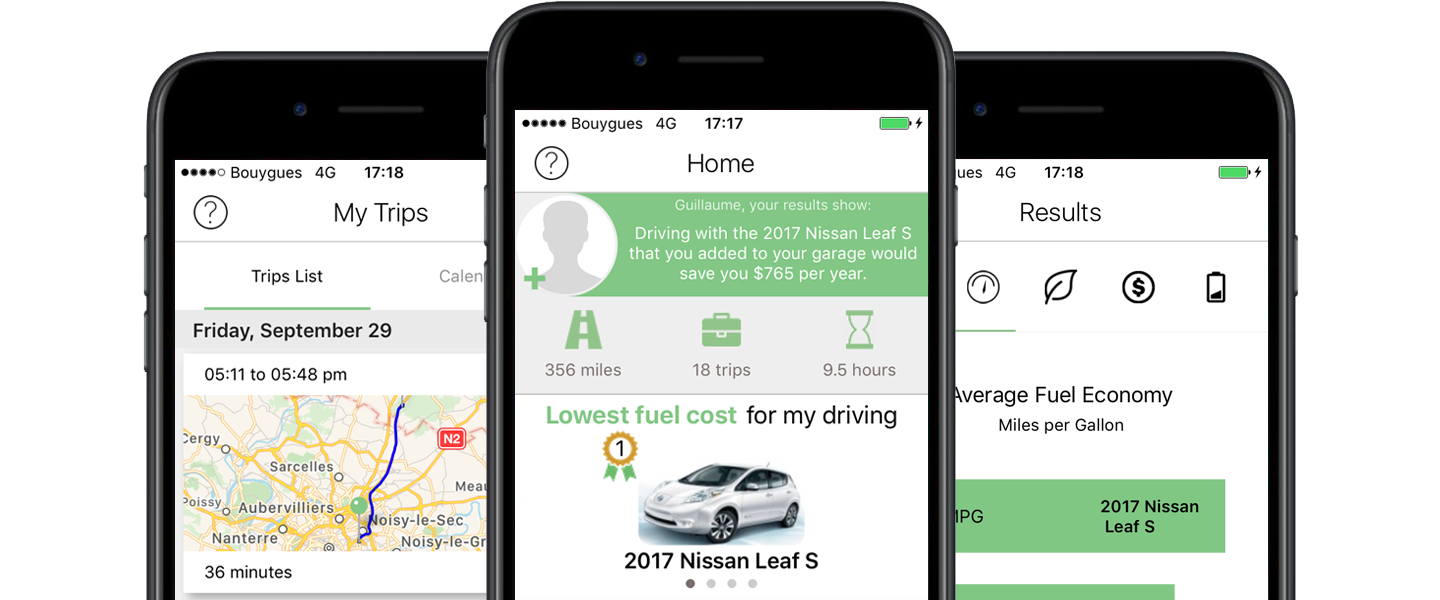 Bouygues 4G 17:18
?
My Trips
Trips List
Calen
Friday, September 29
05:11 to 05:48 pm
N2
Cergy
Sarcelles
Meau
Poissy
Aubervilliers
Noisy-le-Sec
Nanterre
Noisy-le-Gr
36 minutes
Bouygues 4G 17:17
?
Home
Guillaume, your results show:
Driving with the 2017 Nissan Leaf S
that you added to your garage would
save you $765 per year.
356 miles
18 trips
9.5 hours
Lowest fuel cost for my driving
1
2017 Nissan Leaf S
ues 4G 17:18
Results
$
Average Fuel Economy
Miles per Gallon
MPG
2017 Nissan
Leaf S